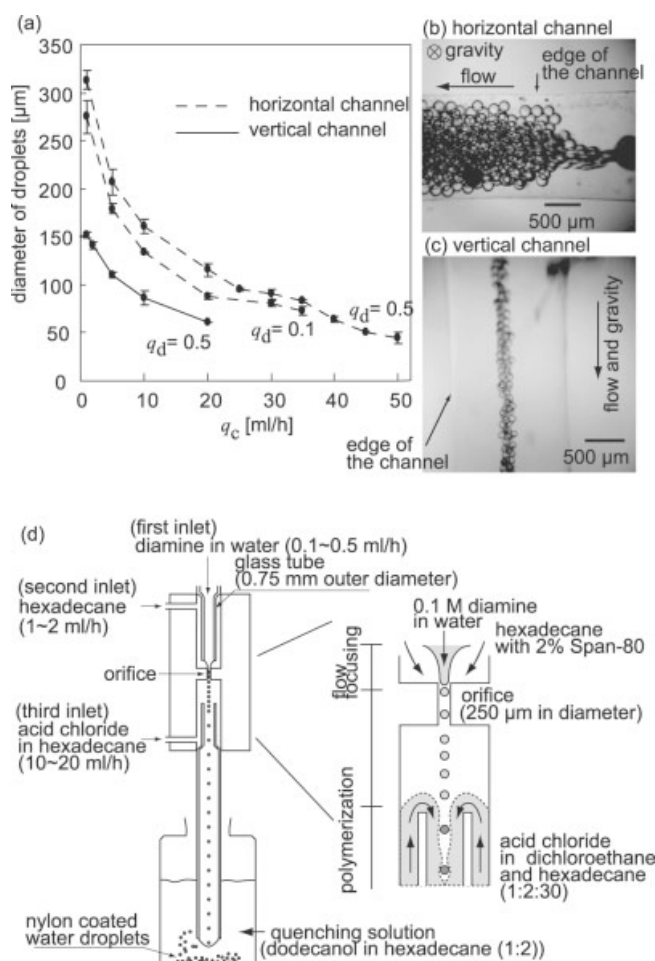 (a)
diameter of droplets [µm]
350
300
250
200
150
100
50
0
horizontal channel
vertical channel
q_d= 0.5
q_d= 0.1
q_d= 0.5
0
10
20
30
40
50
q_c [ml/h]
(b) horizontal channel
gravity
flow
edge of
the channel
500 µm
(c) vertical channel
flow and gravity
edge of
the channel
500 µm
(d)
(first inlet)
diamine in water (0.1~0.5 ml/h)
glass tube
(0.75 mm outer diameter)
(second inlet)
hexadecane
(1~2 ml/h)
orifice
(third inlet)
acid chloride
in hexadecane
(10~20 ml/h)
nylon coated
water droplets
quenching solution
(dodecanol in hexadecane (1:2))
flow
focusing
polymerization
0.1 M diamine
in water
hexadecane
with 2% Span-80
orifice
(250 µm in diameter)
acid chloride
in dichloroethane
and hexadecane
(1:2:30)